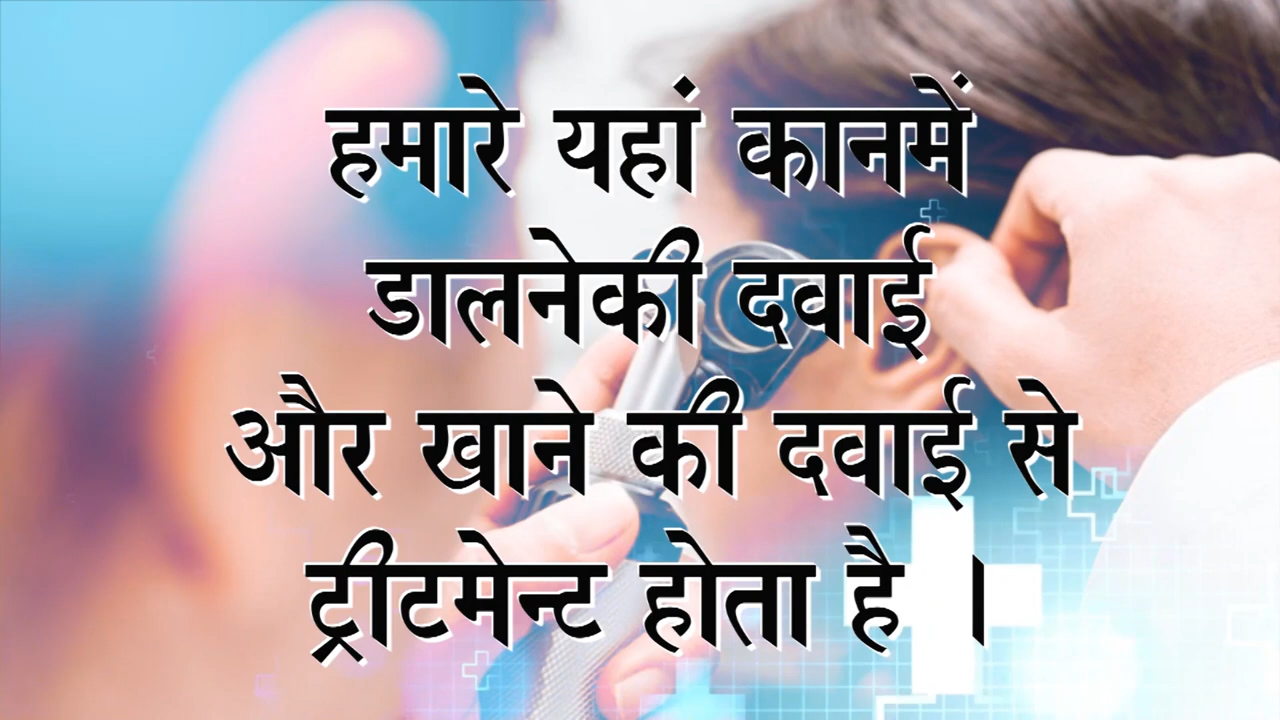 हमारे यहां कानमें
डालनेकी दवाई
और खाने की दवाई से
ट्रीटमेन्ट होता है ।